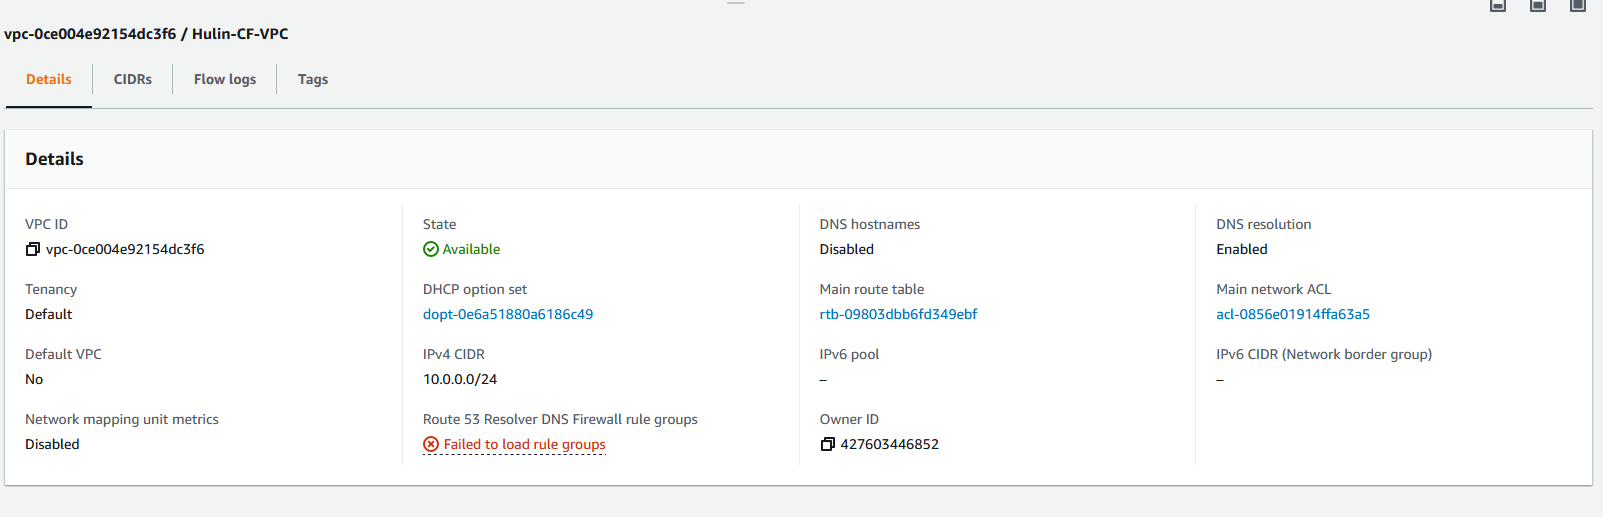 vpc-0ce004e92154dc3f6 / Hulin-CF-VPC
Details
CIDRs
Flow logs
Tags
Details
VPC ID
vpc-0ce004e92154dc3f6
State
Available
DNS hostnames
Disabled
DNS resolution
Enabled
Tenancy
Default
DHCP option set
dopt-0e6a51880a6186c49
Main route table
rtb-09803dbb6fd349ebf
Main network ACL
acl-0856e01914ffa63a5
Default VPC
No
IPv4 CIDR
10.0.0.0/24
IPv6 pool
–
IPv6 CIDR (Network border group)
–
Network mapping unit metrics
Disabled
Route 53 Resolver DNS Firewall rule groups
Failed to load rule groups
Owner ID
427603446852